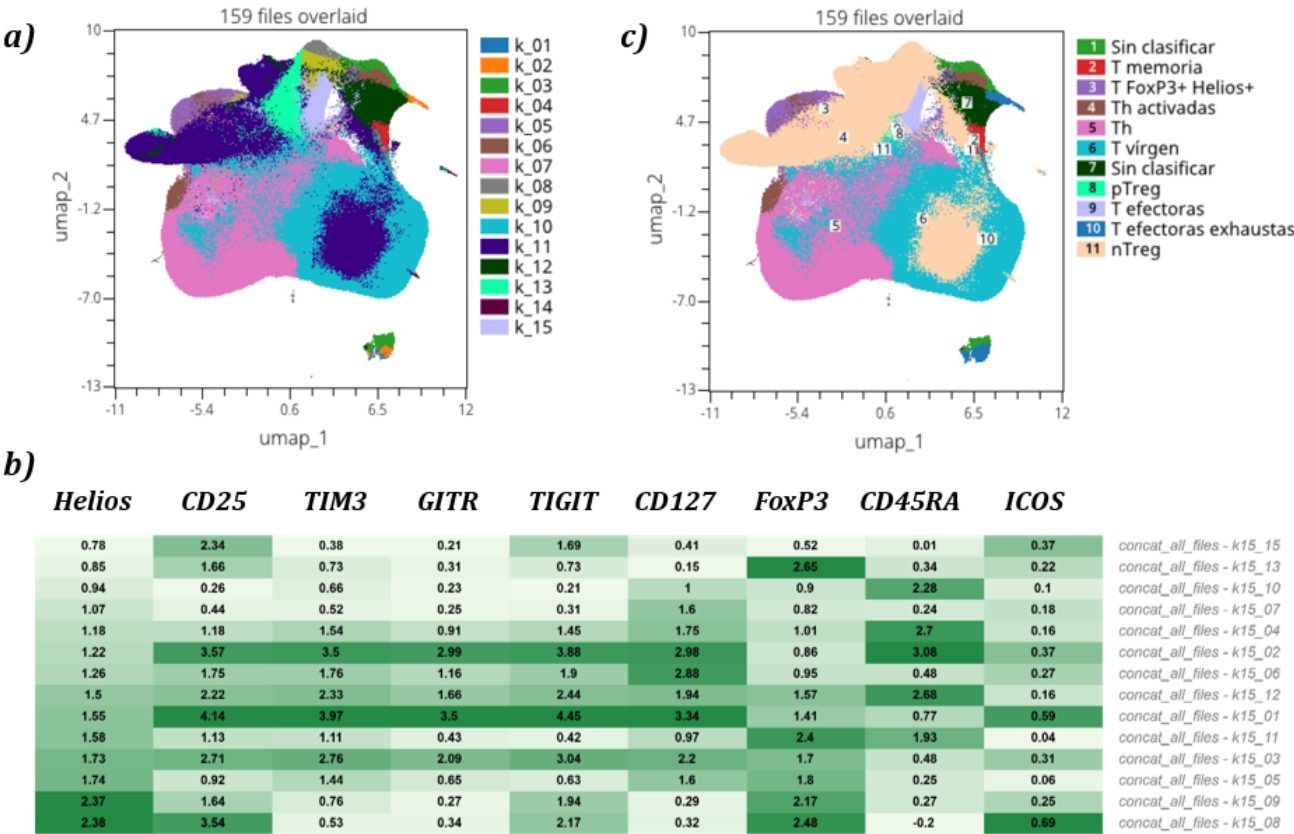 a)
159 files overlaid
10
4.7
-1.2
-7.0
-13
umap_2
-11 -5.4 0.6 6.5 12
umap_1
k_01
k_02
k_03
k_04
k_05
k_06
k_07
k_08
k_09
k_10
k_11
k_12
k_13
k_14
k_15
c)
159 files overlaid
10
4.7
-1.2
-7.0
-13
umap_2
-11 -5.4 0.6 6.5 12
umap_1
3
4
7
8
11
5
6
10
1 Sin clasificar
2 T memoria
3 T FoxP3+ Helios+
4 Th activadas
5 Th
6 T vírgen
7 Sin clasificar
8 pTreg
9 T efectoras
10 T efectoras exhaustas
11 nTreg
b)
Helios CD25 TIM3 GITR TIGIT CD127 FoxP3 CD45RA ICOS
0.78 2.34 0.38 0.21 1.69 0.41 0.52 0.01 0.37 concat_all_files - k15_15
0.85 1.66 0.73 0.31 0.73 0.15 2.65 0.34 0.22 concat_all_files - k15_13
0.94 0.26 0.66 0.23 0.21 1 0.9 2.28 0.1 concat_all_files - k15_10
1.07 0.44 0.52 0.25 0.31 1.6 0.82 0.24 0.18 concat_all_files - k15_07
1.18 1.18 1.54 0.91 1.45 1.75 1.01 2.7 0.16 concat_all_files - k15_04
1.22 3.57 3.5 2.99 3.88 2.98 0.86 3.08 0.37 concat_all_files - k15_02
1.26 1.75 1.76 1.16 1.9 2.88 0.95 0.48 0.27 concat_all_files - k15_06
1.5 2.22 2.33 1.66 2.44 1.94 1.57 2.68 0.16 concat_all_files - k15_12
1.55 4.14 3.97 3.5 4.45 3.34 1.41 0.77 0.59 concat_all_files - k15_01
1.58 1.13 1.11 0.43 0.42 0.97 2.4 1.93 0.04 concat_all_files - k15_11
1.73 2.71 2.76 2.09 3.04 2.2 1.7 0.48 0.31 concat_all_files - k15_03
1.74 0.92 1.44 0.65 0.63 1.6 1.8 0.25 0.06 concat_all_files - k15_05
2.37 1.64 0.76 0.27 1.94 0.29 2.17 0.27 0.25 concat_all_files - k15_09
2.38 3.54 0.53 0.34 2.17 0.32 2.48 -0.2 0.69 concat_all_files - k15_08